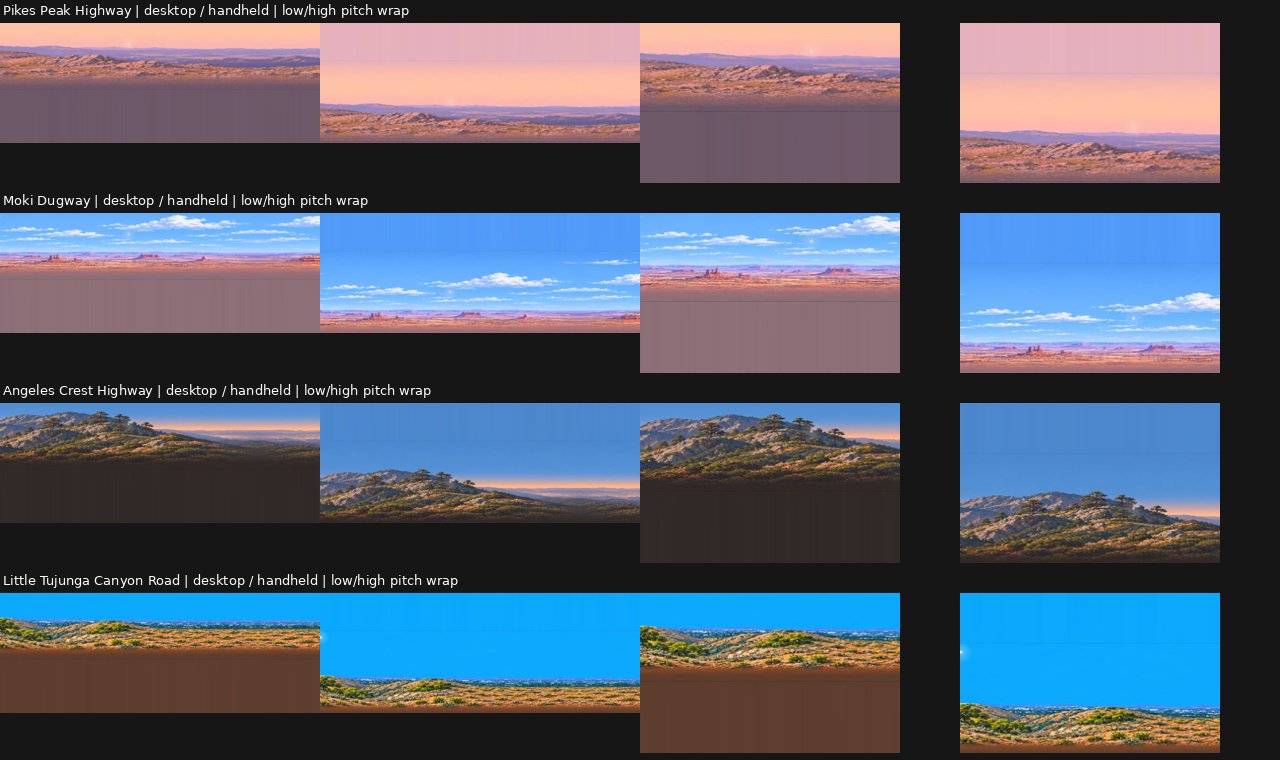 Pikes Peak Highway | desktop / handheld | low/high pitch wrap
Moki Dugway | desktop / handheld | low/high pitch wrap
Angeles Crest Highway | desktop / handheld | low/high pitch wrap
Little Tujunga Canyon Road | desktop / handheld | low/high pitch wrap